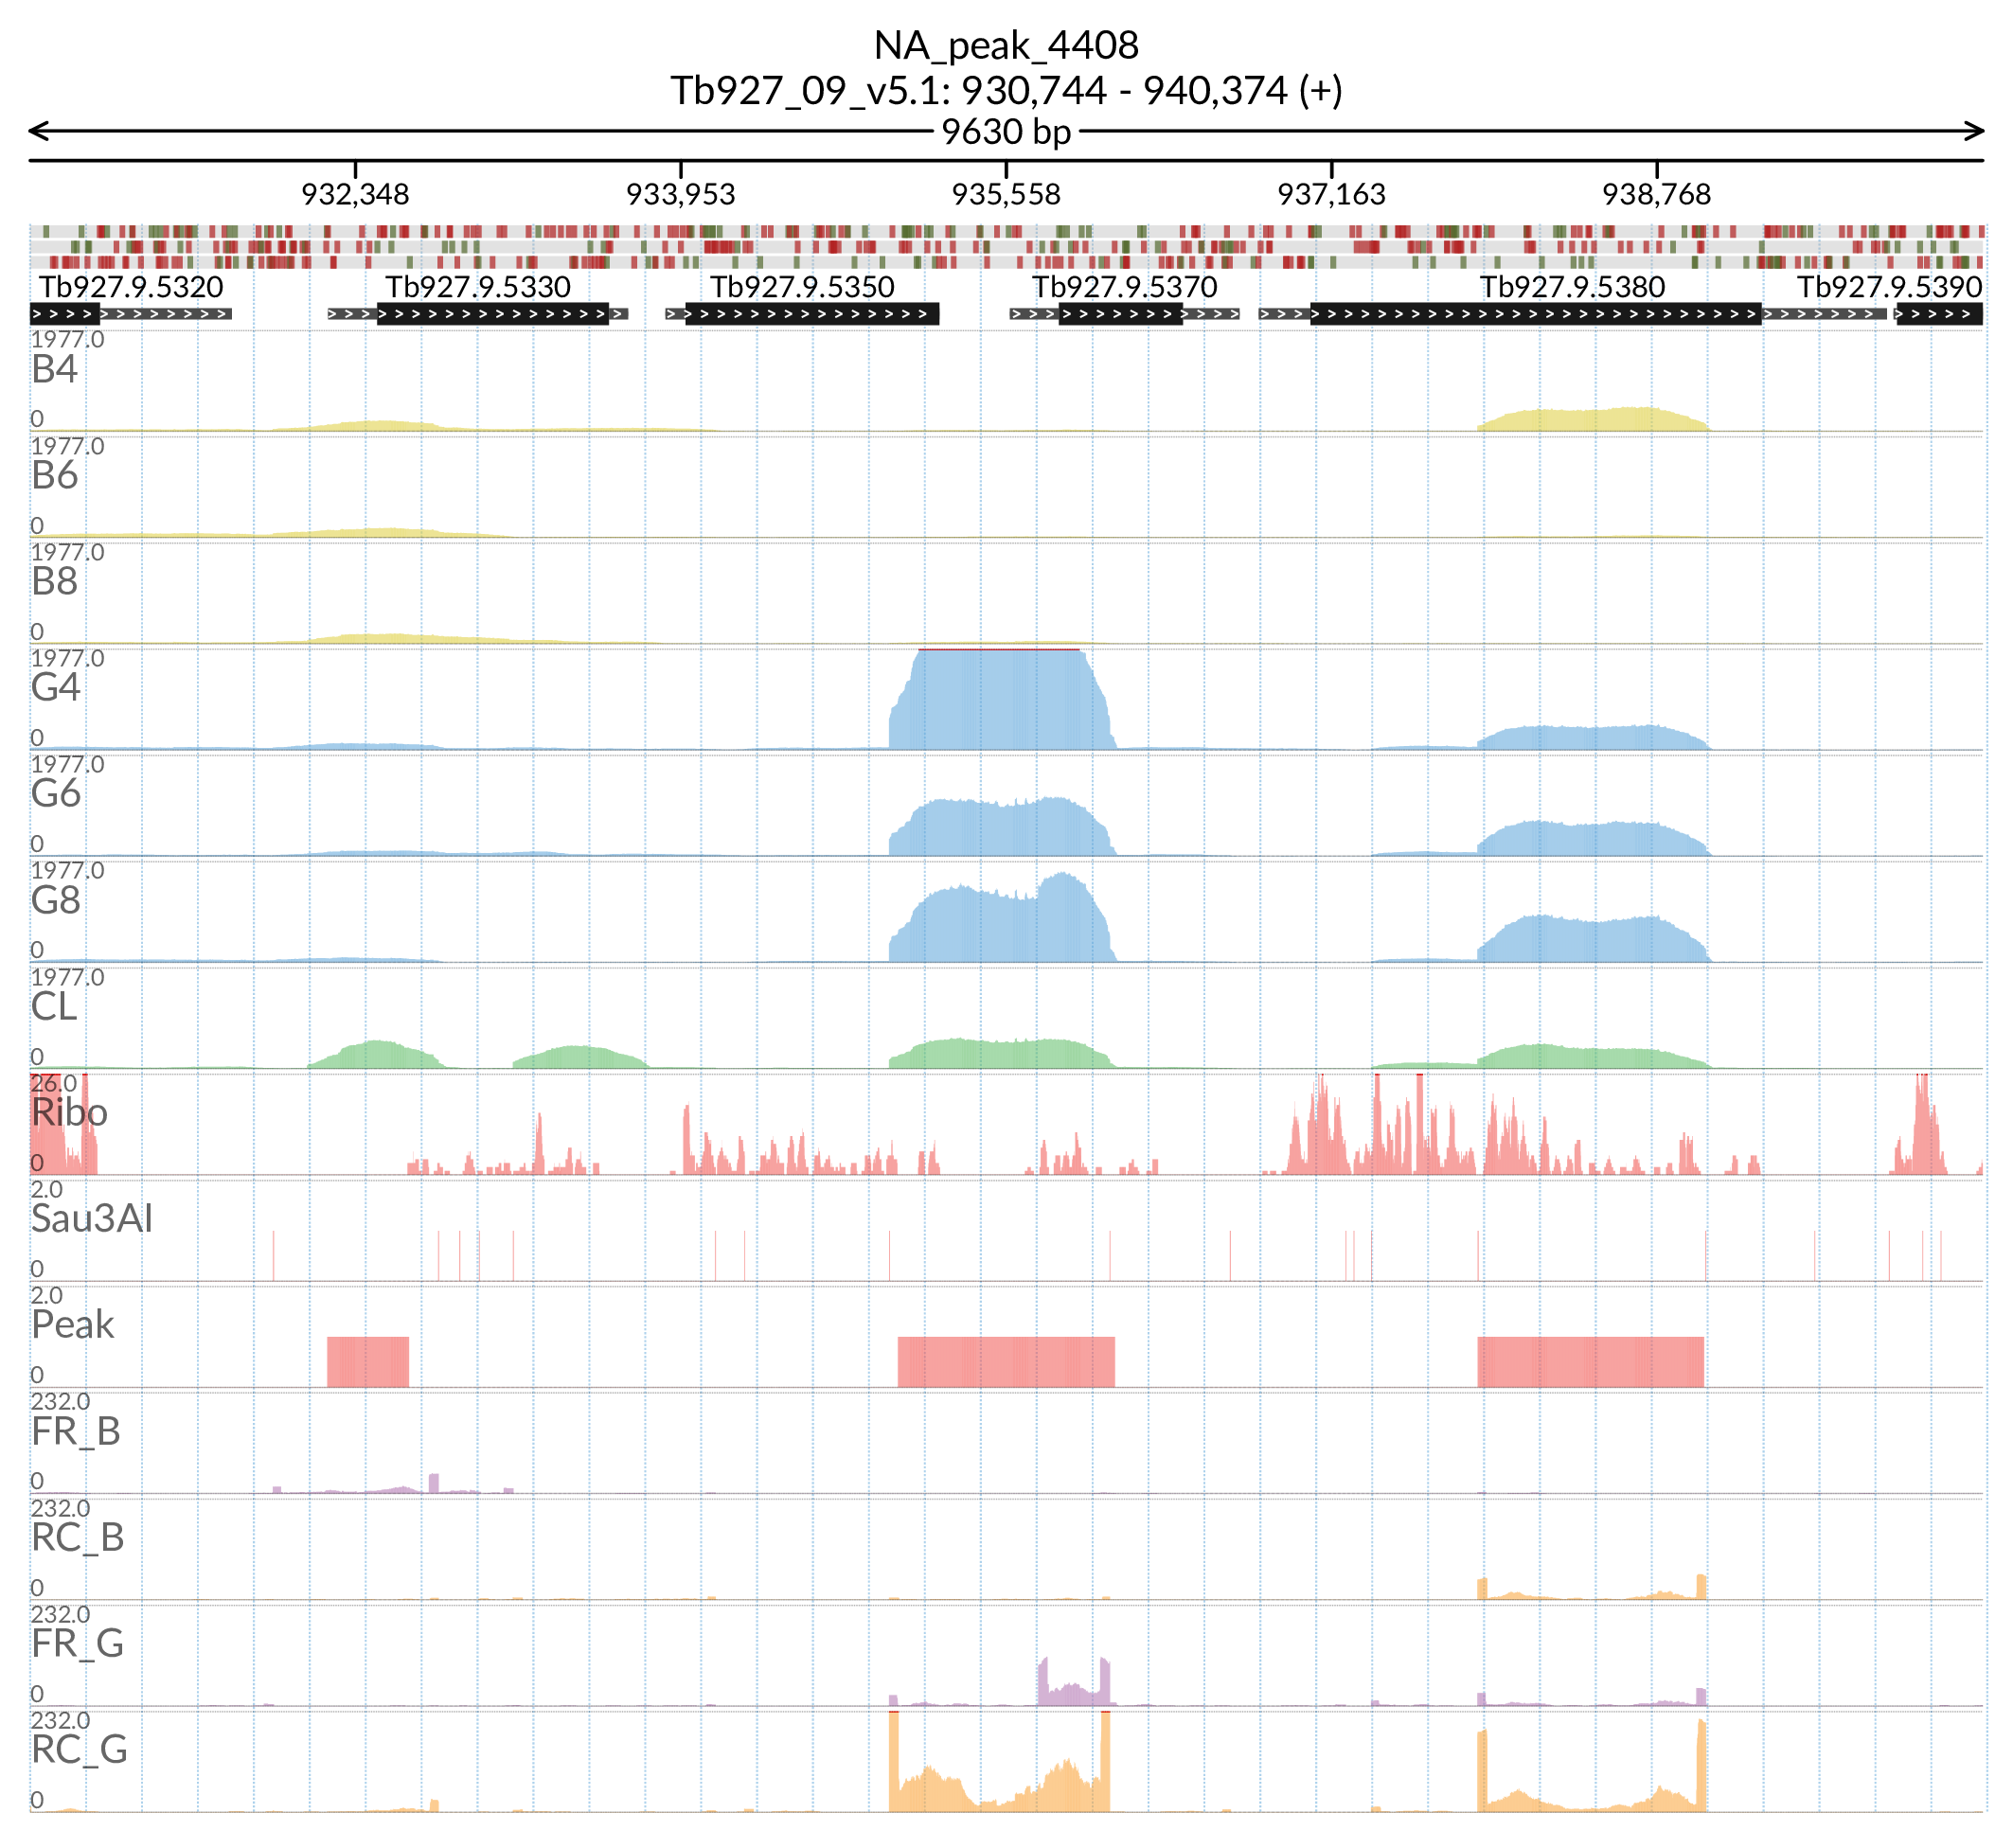 NA_peak_4408
Tb927_09_v5.1: 930,744 - 940,374 (+)
9630 bp
932,348 933,953 935,558 937,163 938,768
Tb927.9.5320 Tb927.9.5330 Tb927.9.5350 Tb927.9.5370 Tb927.9.5380 Tb927.9.5390
1977.0
B4
0
1977.0
B6
0
1977.0
B8
0
1977.0
G4
0
1977.0
G6
0
1977.0
G8
0
1977.0
CL
0
26.0
Ribo
0
2.0
Sau3AI
0
2.0
Peak
0
232.0
FR_B
0
232.0
RC_B
0
232.0
FR_G
0
232.0
RC_G
0